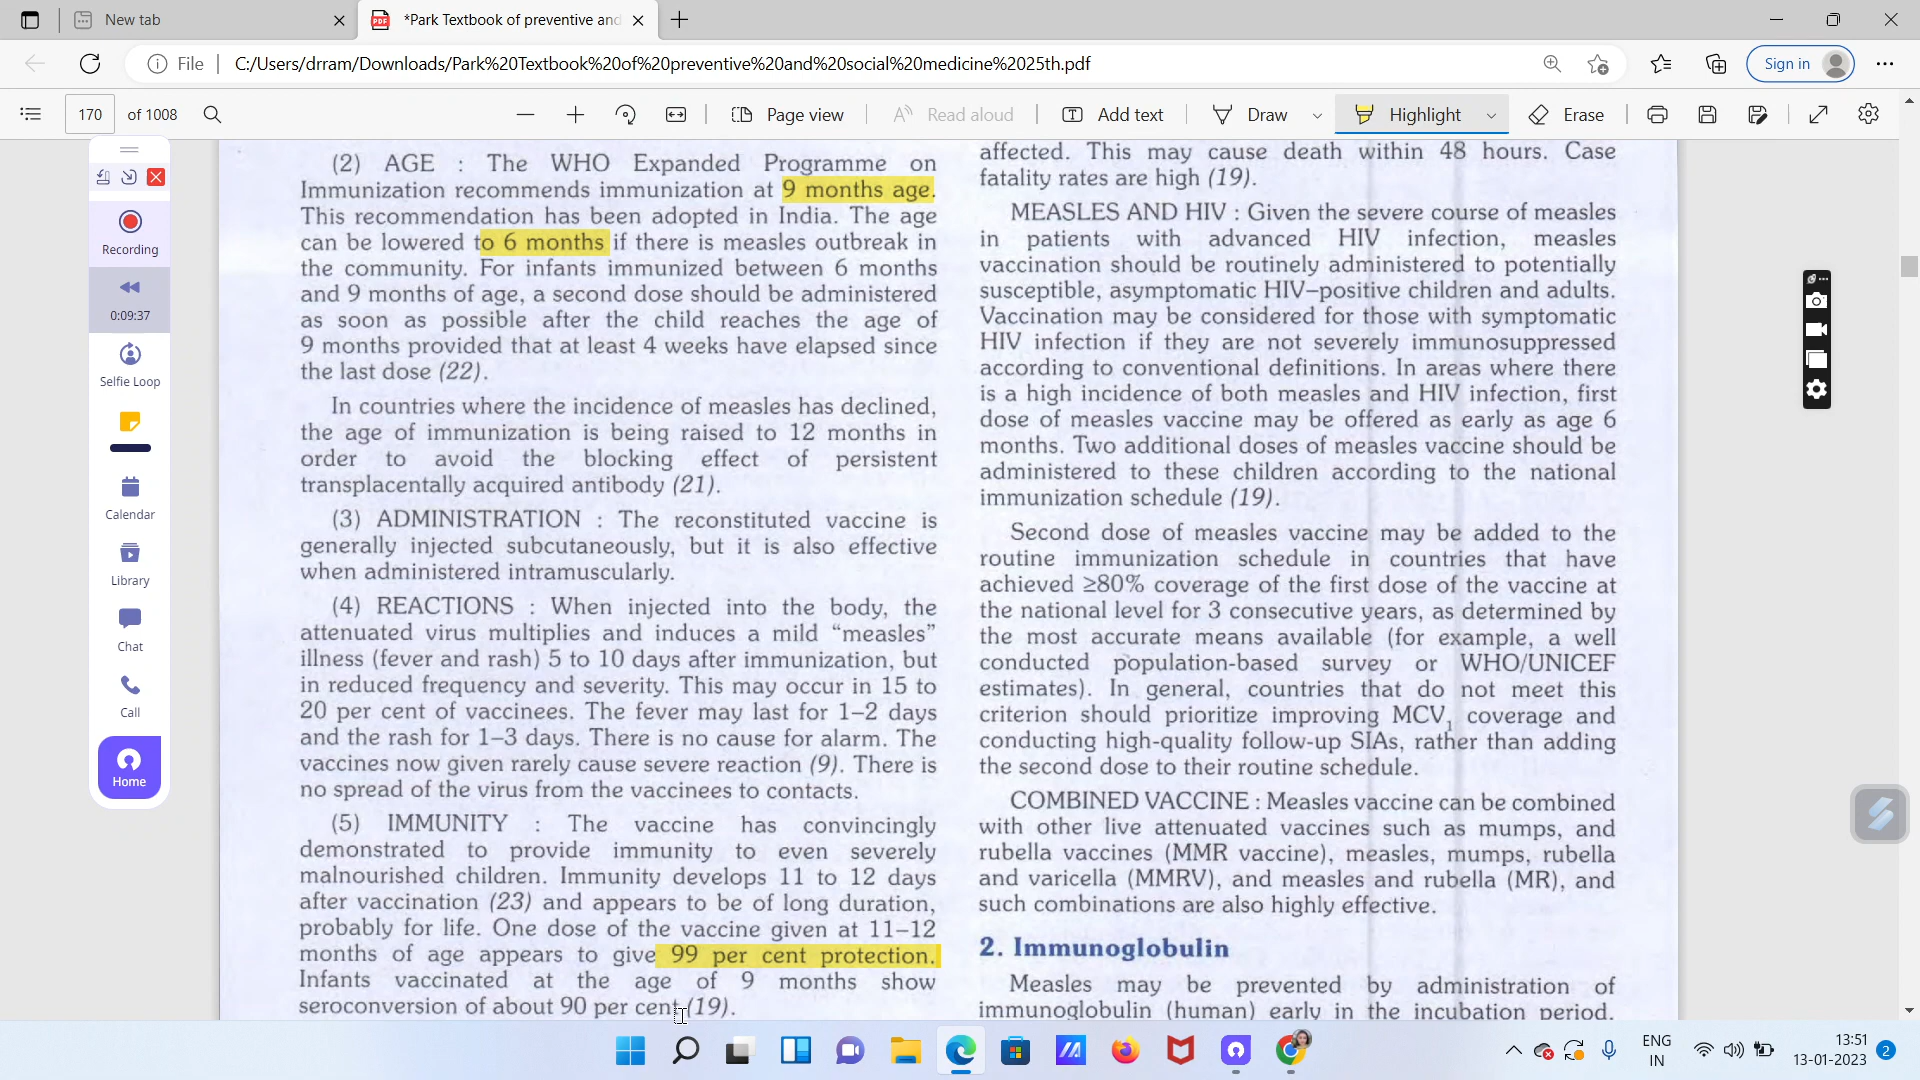 New tab
*Park Textbook of preventive and
File
C:/Users/drram/Downloads/Park%20Textbook%20of%20preventive%20and%20social%20medicine%2025th.pdf
Sign in
170 of 1008
Page view
Read aloud
Add text
Draw
Highlight
Erase
Recording
0:09:37
Selfie Loop
Calendar
Library
Chat
Call
Home
(2) AGE : The WHO Expanded Programme on
Immunization recommends immunization at 9 months age.
This recommendation has been adopted in India. The age
can be lowered to 6 months if there is measles outbreak in
the community. For infants immunized between 6 months
and 9 months of age, a second dose should be administered
as soon as possible after the child reaches the age of
9 months provided that at least 4 weeks have elapsed since
the last dose (22).
In countries where the incidence of measles has declined,
the age of immunization is being raised to 12 months in
order to avoid the blocking effect of persistent
transplacentally acquired antibody (21).
(3) ADMINISTRATION : The reconstituted vaccine is
generally injected subcutaneously, but it is also effective
when administered intramuscularly.
(4) REACTIONS : When injected into the body, the
attenuated virus multiplies and induces a mild “measles”
illness (fever and rash) 5 to 10 days after immunization, but
in reduced frequency and severity. This may occur in 15 to
20 per cent of vaccinees. The fever may last for 1–2 days
and the rash for 1–3 days. There is no cause for alarm. The
vaccines now given rarely cause severe reaction (9). There is
no spread of the virus from the vaccinees to contacts.
(5) IMMUNITY : The vaccine has convincingly
demonstrated to provide immunity to even severely
malnourished children. Immunity develops 11 to 12 days
after vaccination (23) and appears to be of long duration,
probably for life. One dose of the vaccine given at 11–12
months of age appears to give 99 per cent protection.
Infants vaccinated at the age of 9 months show
seroconversion of about 90 per cent (19).
affected. This may cause death within 48 hours. Case
fatality rates are high (19).
MEASLES AND HIV : Given the severe course of measles
in patients with advanced HIV infection, measles
vaccination should be routinely administered to potentially
susceptible, asymptomatic HIV–positive children and adults.
Vaccination may be considered for those with symptomatic
HIV infection if they are not severely immunosuppressed
according to conventional definitions. In areas where there
is a high incidence of both measles and HIV infection, first
dose of measles vaccine may be offered as early as age 6
months. Two additional doses of measles vaccine should be
administered to these children according to the national
immunization schedule (19).
Second dose of measles vaccine may be added to the
routine immunization schedule in countries that have
achieved ≥80% coverage of the first dose of the vaccine at
the national level for 3 consecutive years, as determined by
the most accurate means available (for example, a well
conducted population-based survey or WHO/UNICEF
estimates). In general, countries that do not meet this
criterion should prioritize improving MCV1 coverage and
conducting high-quality follow-up SIAs, rather than adding
the second dose to their routine schedule.
COMBINED VACCINE : Measles vaccine can be combined
with other live attenuated vaccines such as mumps, and
rubella vaccines (MMR vaccine), measles, mumps, rubella
and varicella (MMRV), and measles and rubella (MR), and
such combinations are also highly effective.
2. Immunoglobulin
Measles may be prevented by administration of
immunoglobulin (human) early in the incubation period.
ENG
IN
13:51
13-01-2023
2